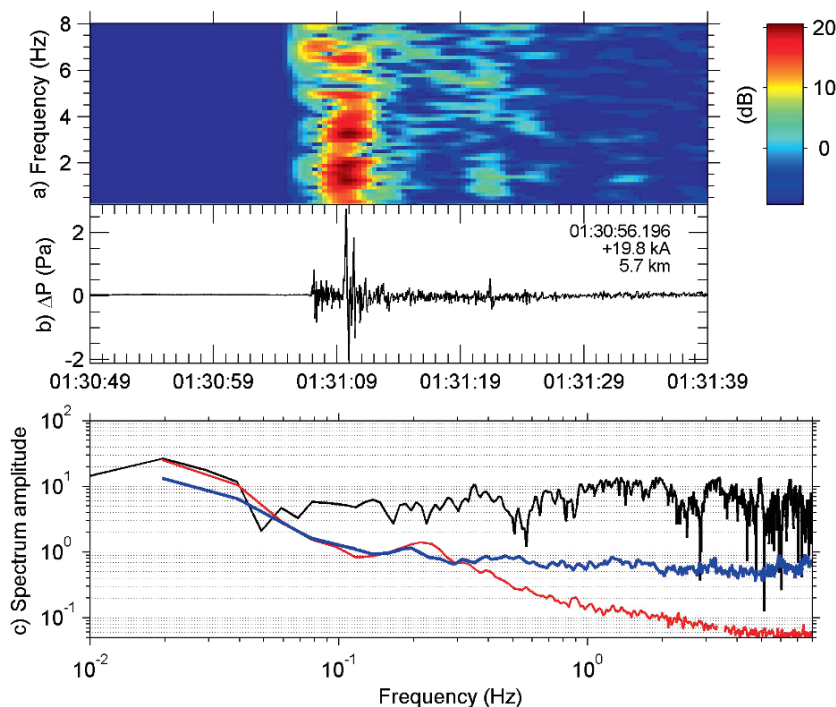 a) Frequency (Hz)
8
6
4
2
20
0
(dB)
b) ΔP (Pa)
2
0
-2
01:30:56.196
+19.8 kA
5.7 km
01:30:49 01:30:59 01:31:09 01:31:19 01:31:29 01:31:39
c) Spectrum amplitude
10²
10¹
10⁰
10⁻¹
10⁻² 10⁻¹ 10⁰
Frequency (Hz)